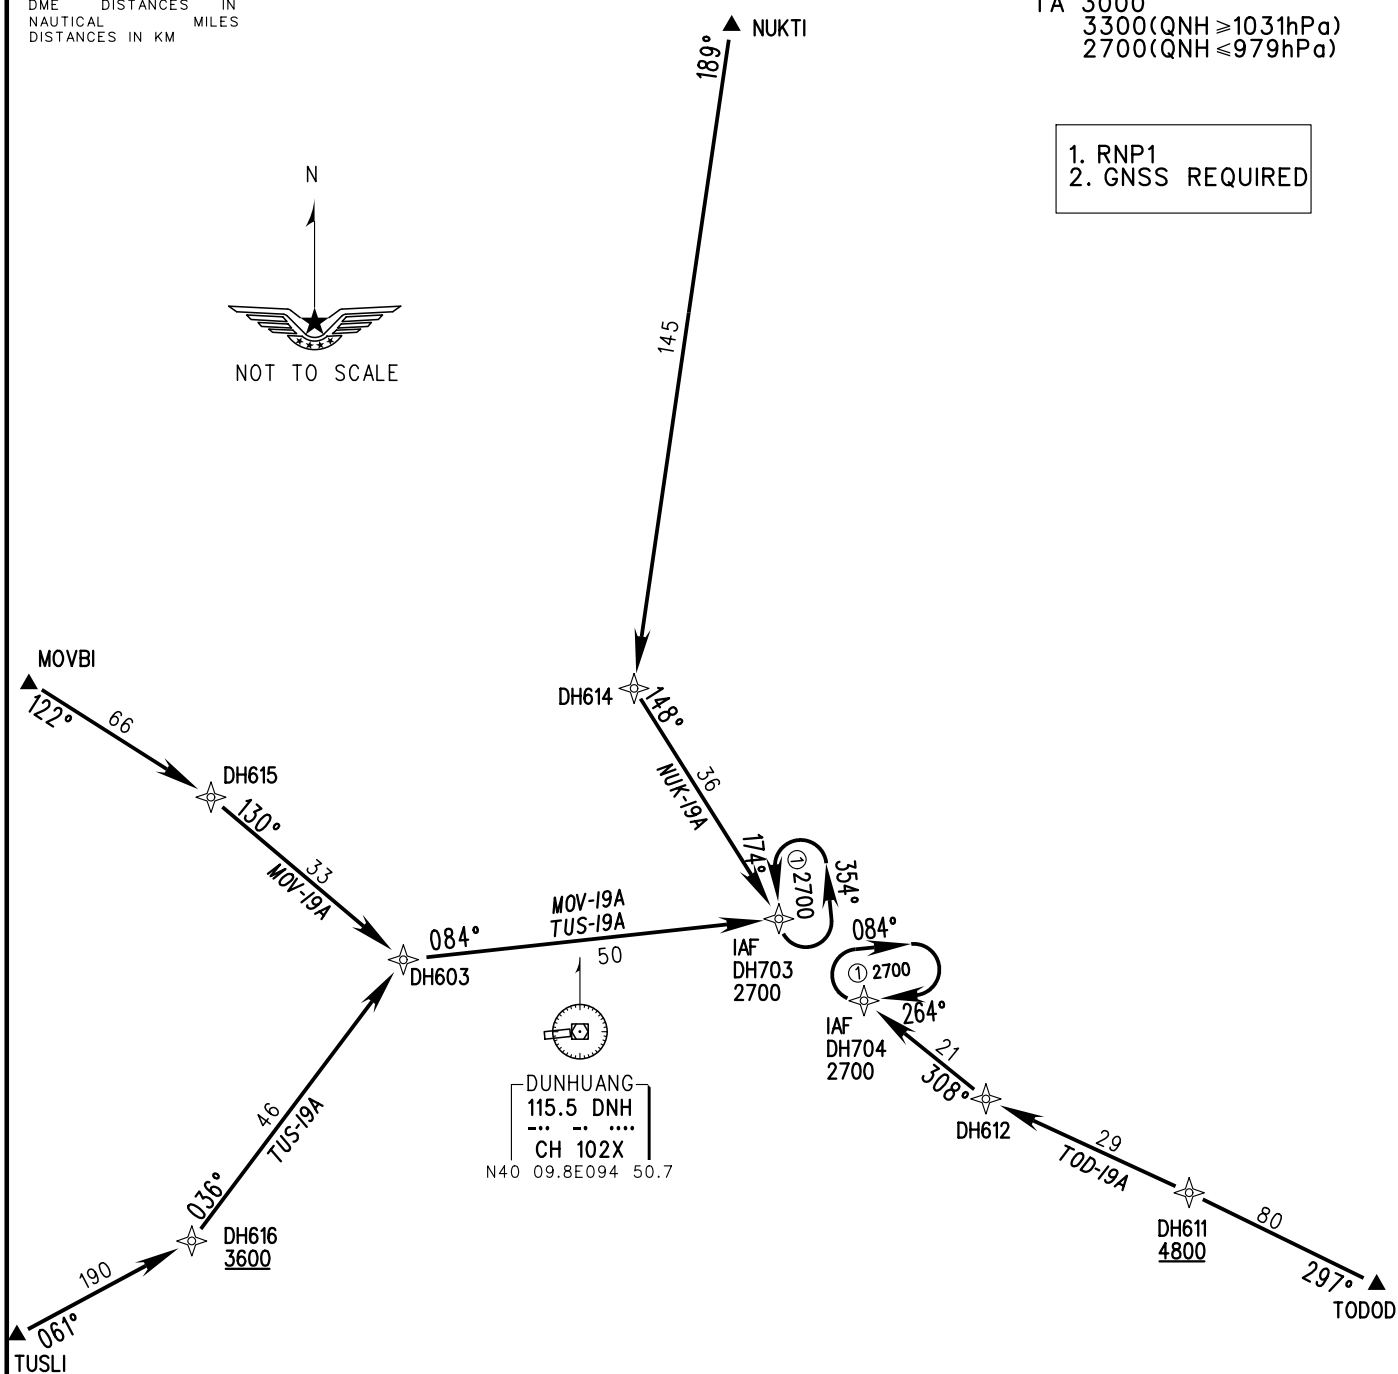 DME DISTANCES IN
NAUTICAL MILES
DISTANCES IN KM
TA 3000
3300(QNH ≥1031hPa)
2700(QNH ≤979hPa)
1. RNP1
2. GNSS REQUIRED
N
NOT TO SCALE
NUKTI
189°
145
DH614
148°
36
NUK-19A
MOVBI
122°
66
DH615
130°
33
MOV-19A
DH603
084°
MOV-19A
TUS-19A
50
174°
① 2700
354°
IAF
DH703
2700
084°
① 2700
264°
IAF
DH704
2700
21
308°
DH612
29
TOD-19A
DH611
4800
80
297°
TODOD
DUNHUANG
115.5 DNH
-·· -· ····
CH 102X
N40 09.8E094 50.7
46
TUS-19A
036°
DH616
3600
190
061°
TUSLI